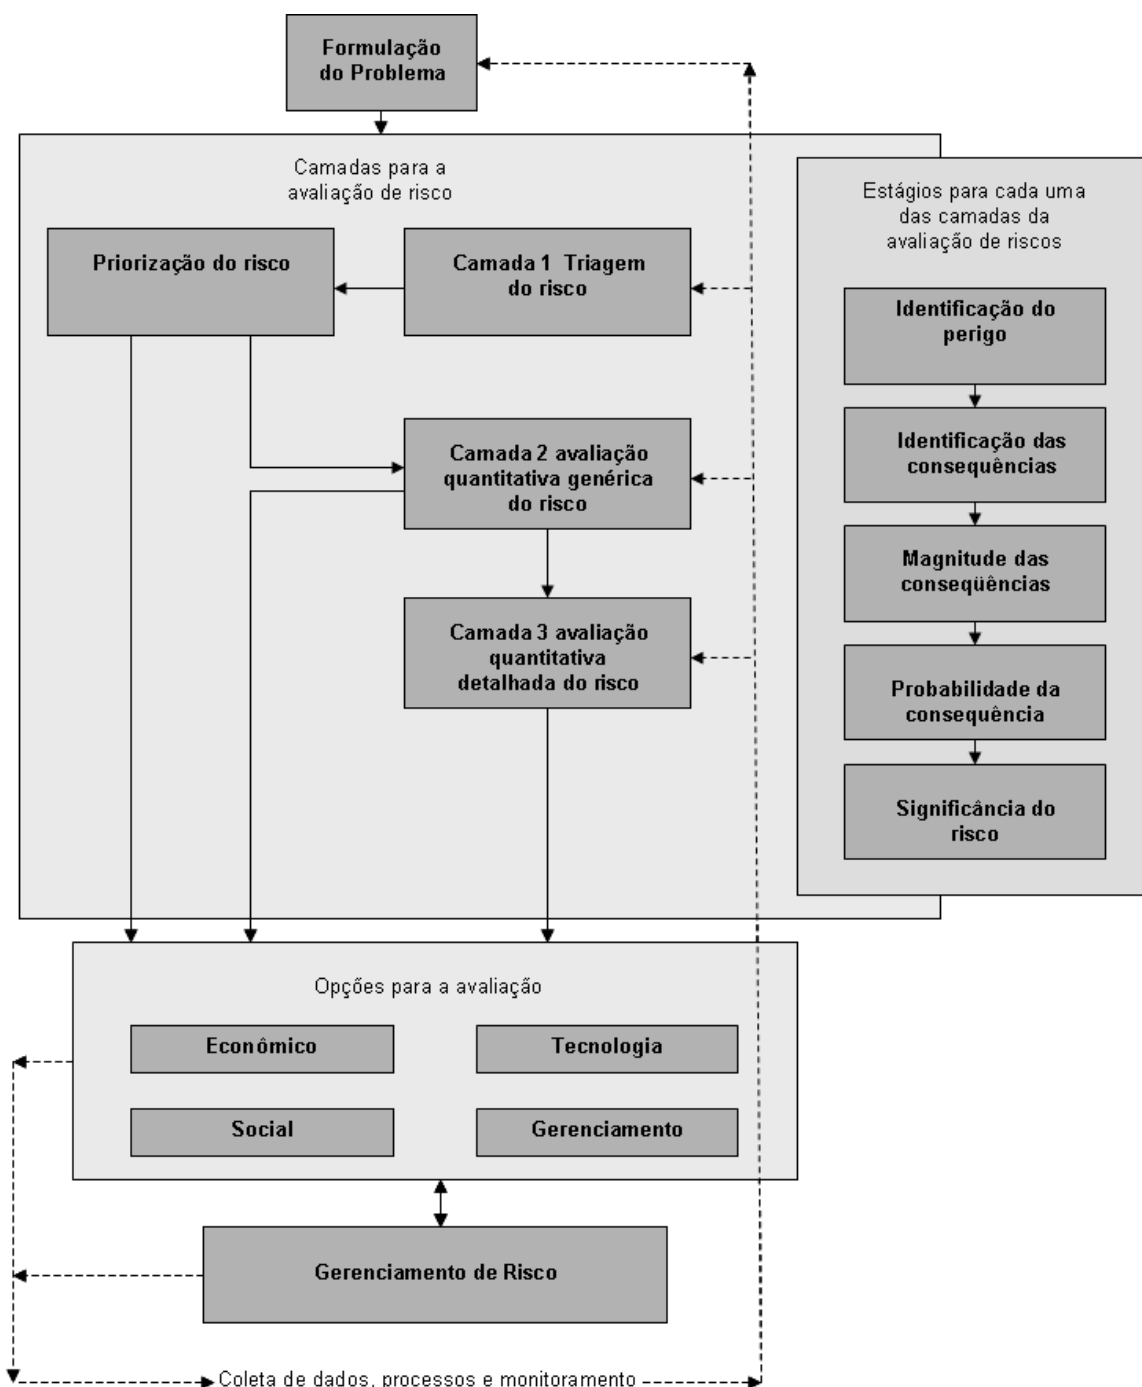 Formulação
do Problema
Camadas para a
avaliação de risco
Priorização do risco
Camada 1 Triagem
do risco
Camada 2 avaliação
quantitativa genérica
do risco
Camada 3 avaliação
quantitativa
detalhada do risco
Estágios para cada uma
das camadas da
avaliação de riscos
Identificação do
perigo
Identificação das
consequências
Magnitude das
conseqüências
Probabilidade da
consequência
Significância do
risco
Opções para a avaliação
Econômico
Tecnologia
Social
Gerenciamento
Gerenciamento de Risco
Coleta de dados, processos e monitoramento